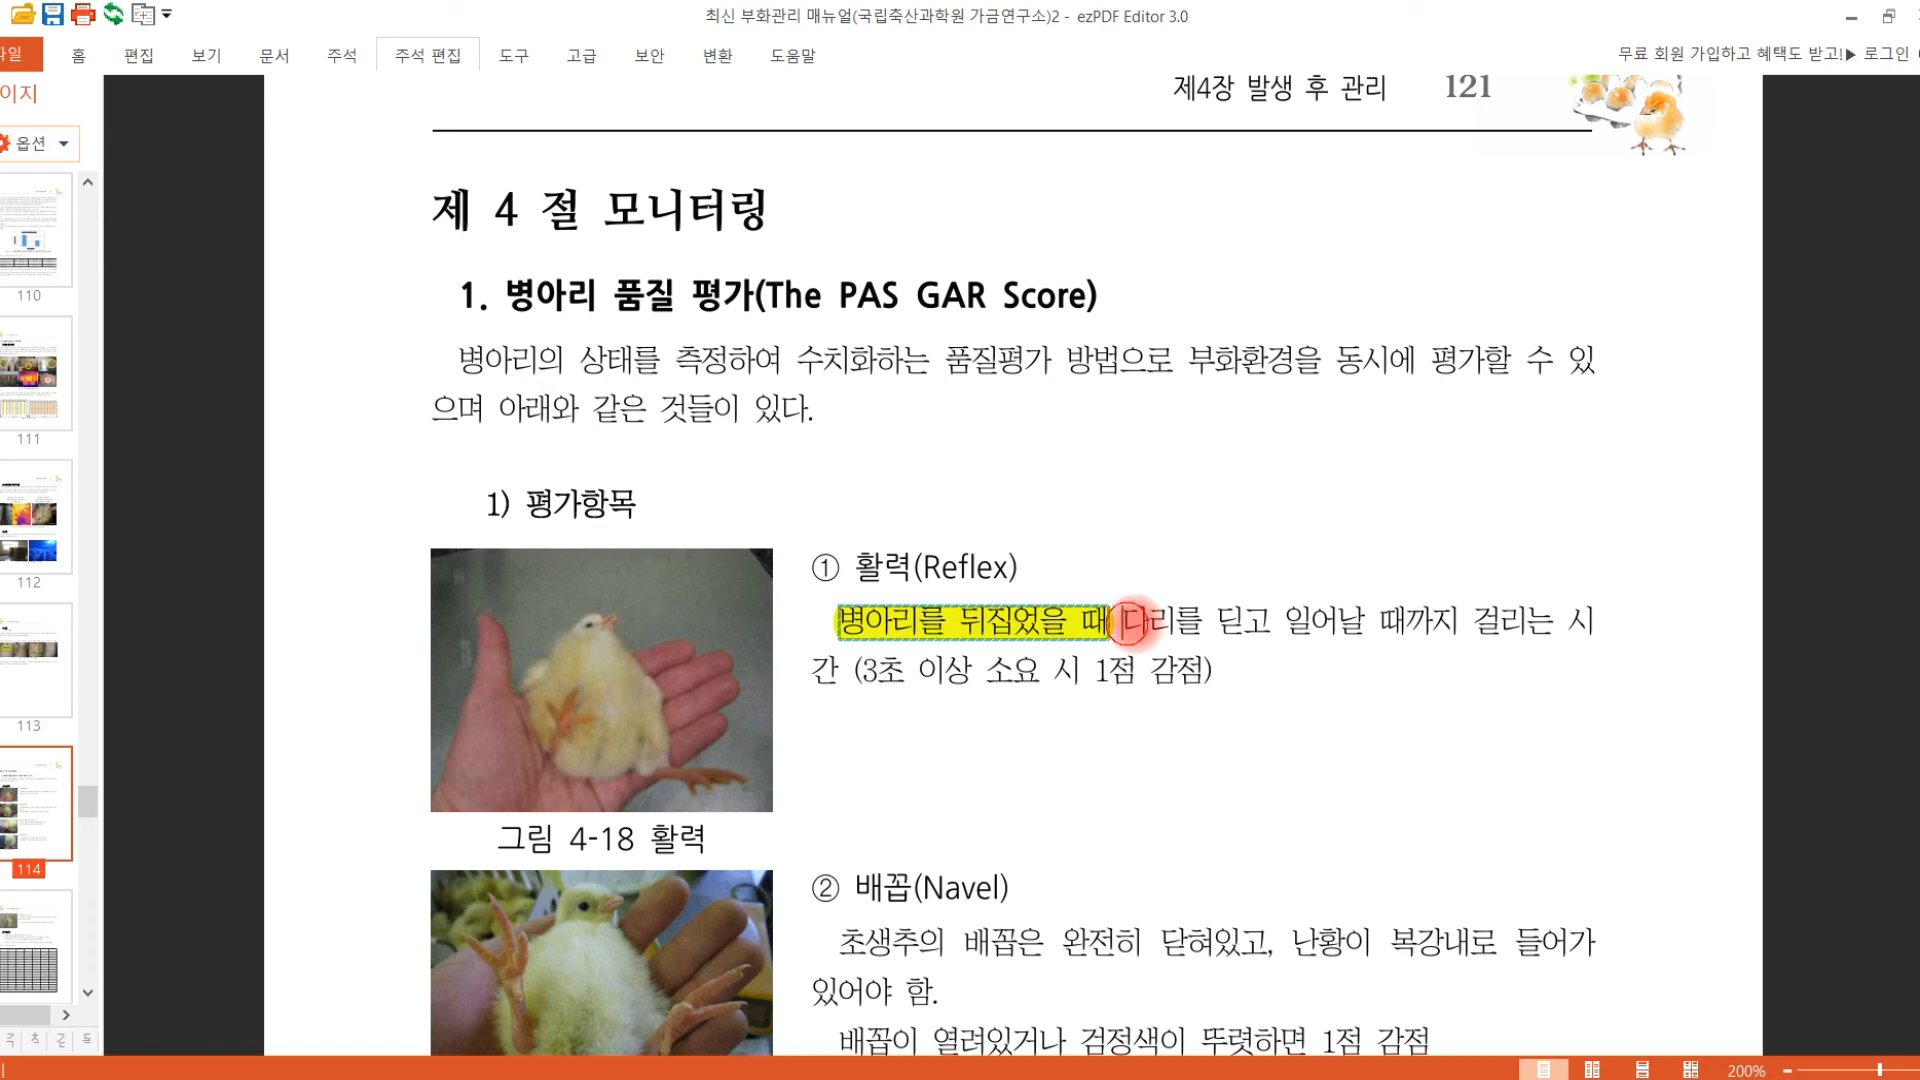 최신 부화관리 매뉴얼(국립축산과학원 가금연구소)2 - ezPDF Editor 3.0
파일 홈 편집 보기 문서 주석 주석 편집 도구 고급 보안 변환 도움말 무료 회원 가입하고 혜택도 받고!▶ 로그인
이지
옵션
110
111
112
113
114
제4장 발생 후 관리 121
제 4 절 모니터링
1. 병아리 품질 평가(The PAS GAR Score)
병아리의 상태를 측정하여 수치화하는 품질평가 방법으로 부화환경을 동시에 평가할 수 있
으며 아래와 같은 것들이 있다.
1) 평가항목
① 활력(Reflex)
병아리를 뒤집었을 때 다리를 딛고 일어날 때까지 걸리는 시
간 (3초 이상 소요 시 1점 감점)
그림 4-18 활력
② 배꼽(Navel)
초생추의 배꼽은 완전히 닫혀있고, 난황이 복강내로 들어가
있어야 함.
배꼽이 열려있거나 검정색이 뚜렷하면 1점 감점
200%